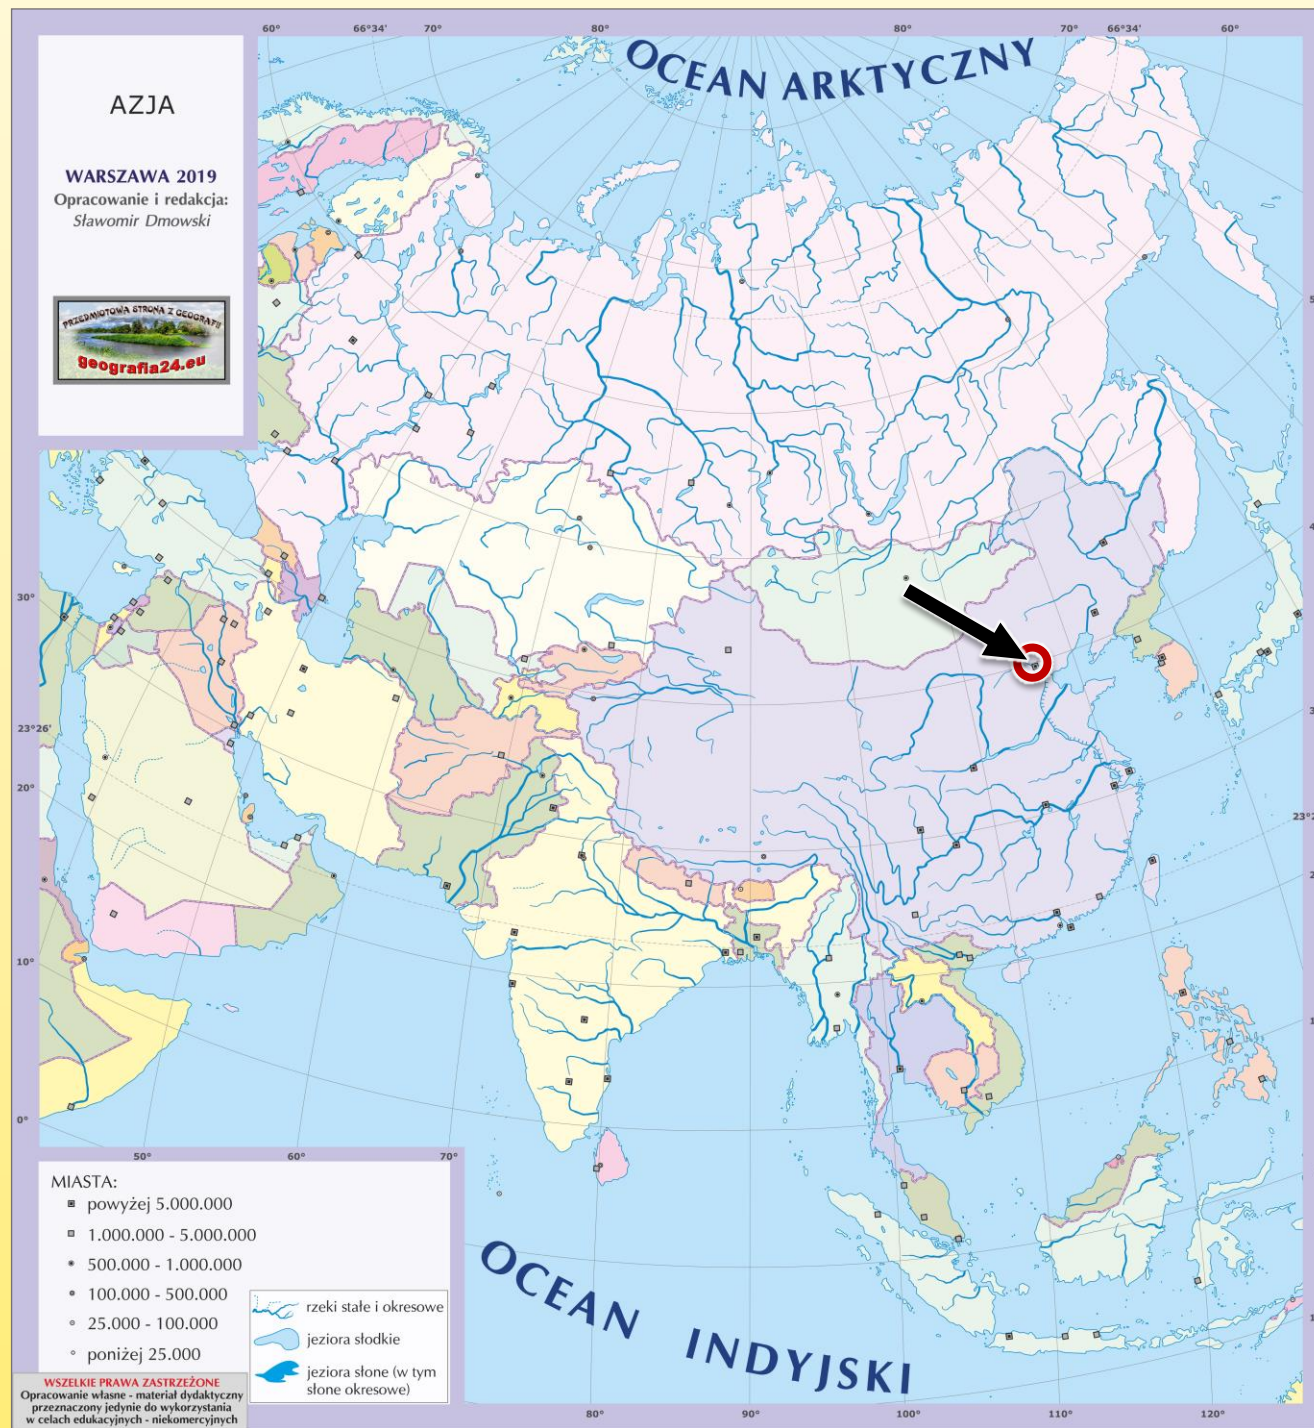 60° 66°34' 70° 80° 80° 70° 66°34' 60°
OCEAN ARKTYCZNY
AZJA
WARSZAWA 2019
Opracowanie i redakcja:
Sławomir Dmowski
PRZEDMIOTOWA STRONA Z GEOGRAFII
geografia24.eu
30°
23°26'
20°
10°
0°
50° 60° 70°
MIASTA:
powyżej 5.000.000
1.000.000 - 5.000.000
500.000 - 1.000.000
100.000 - 500.000
25.000 - 100.000
poniżej 25.000
rzeki stałe i okresowe
jeziora słodkie
jeziora słone (w tym
słone okresowe)
OCEAN INDYJSKI
WSZELKIE PRAWA ZASTRZEŻONE
Opracowanie własne - materiał dydaktyczny
przeznaczony jedynie do wykorzystania
w celach edukacyjnych - niekomercyjnych
80° 90° 100° 110° 120°